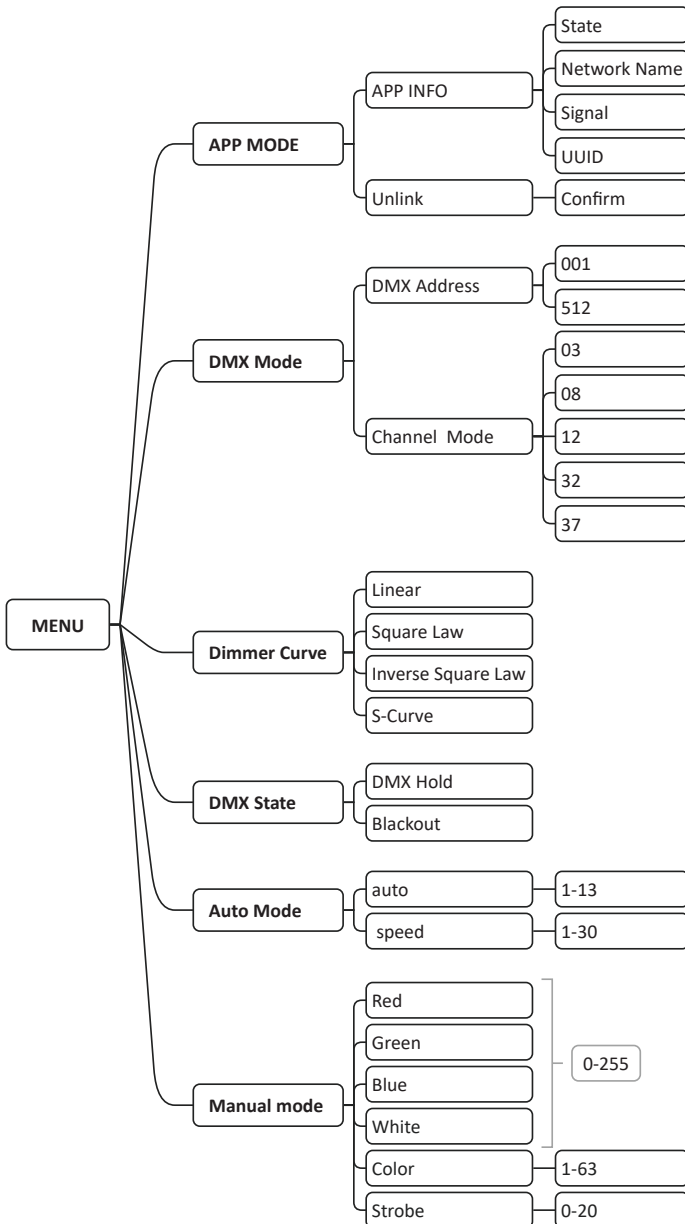 MENU
APP MODE
APP INFO
State
Network Name
Signal
UUID
Unlink
Confirm
DMX Mode
DMX Address
001
512
Channel  Mode
03
08
12
32
37
Dimmer Curve
Linear
Square Law
Inverse Square Law
S-Curve
DMX State
DMX Hold
Blackout
Auto Mode
auto
1-13
speed
1-30
Manual mode
Red
Green
Blue
White
0-255
Color
1-63
Strobe
0-20